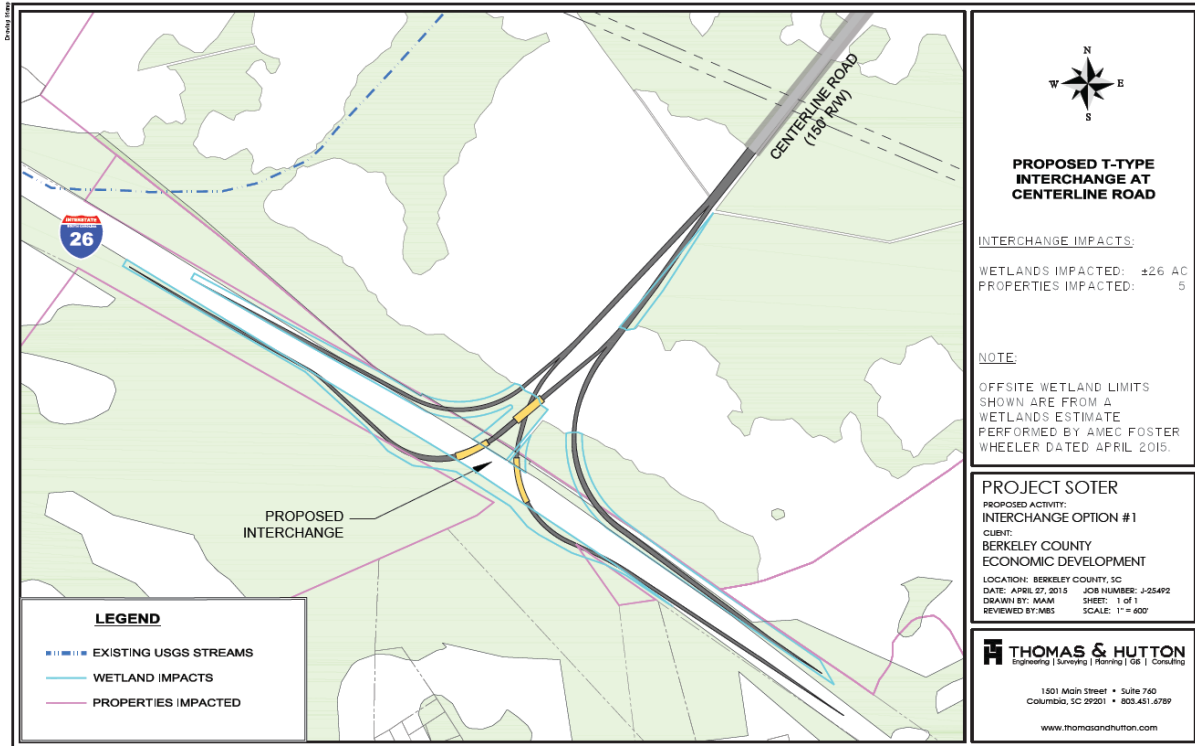 CENTERLINE ROAD
(150' R/W)
INTERSTATE
SOUTH CAROLINA
26
PROPOSED
INTERCHANGE
LEGEND
EXISTING USGS STREAMS
WETLAND IMPACTS
PROPERTIES IMPACTED
N
W E
S
PROPOSED T-TYPE
INTERCHANGE AT
CENTERLINE ROAD
INTERCHANGE IMPACTS:
WETLANDS IMPACTED: ±26 AC
PROPERTIES IMPACTED: 5
NOTE:
OFFSITE WETLAND LIMITS
SHOWN ARE FROM A
WETLANDS ESTIMATE
PERFORMED BY AMEC FOSTER
WHEELER DATED APRIL 2015.
PROJECT SOTER
PROPOSED ACTIVITY:
INTERCHANGE OPTION #1
CLIENT:
BERKELEY COUNTY
ECONOMIC DEVELOPMENT
LOCATION: BERKELEY COUNTY, SC
DATE: APRIL 27, 2015 JOB NUMBER: J-25492
DRAWN BY: MAM SHEET: 1 of 1
REVIEWED BY: MBS SCALE: 1" = 600'
THOMAS & HUTTON
Engineering | Surveying | Planning | GIS | Consulting
1501 Main Street • Suite 760
Columbia, SC 29201 • 803.451.6789
www.thomasandhutton.com